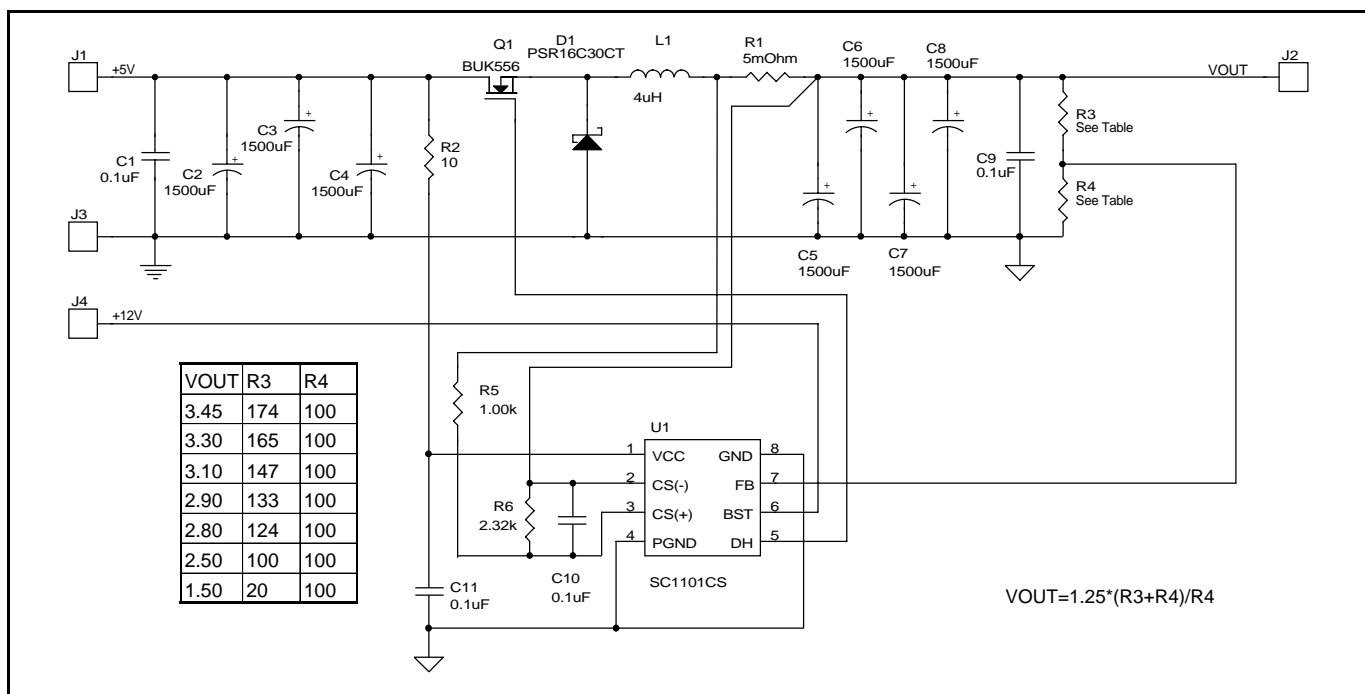 J1
+5V
Q1
BUK556
D1
PSR16C30CT
L1
4uH
R1
5mOhm
C6
1500uF
C8
1500uF
VOUT
J2
C1
0.1uF
C2
1500uF
+
C3
1500uF
+
C4
1500uF
+
R2
10
+
C5
1500uF
+
+
C7
1500uF
+
C9
0.1uF
R3
See Table
R4
See Table
J3
J4
+12V
VOUT R3 R4
3.45 174 100
3.30 165 100
3.10 147 100
2.90 133 100
2.80 124 100
2.50 100 100
1.50 20 100
R5
1.00k
R6
2.32k
C10
0.1uF
C11
0.1uF
U1
1 VCC GND 8
2 CS(-) FB 7
3 CS(+) BST 6
4 PGND DH 5
SC1101CS
VOUT=1.25*(R3+R4)/R4